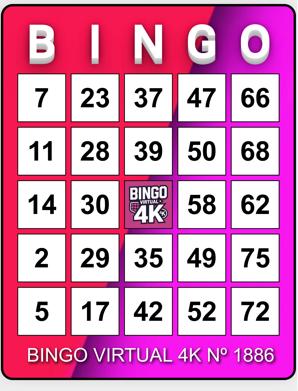 B I N G O
7 23 37 47 66
11 28 39 50 68
14 30 BINGO VIRTUAL 4K 58 62
2 29 35 49 75
5 17 42 52 72
BINGO VIRTUAL 4K Nº 1886